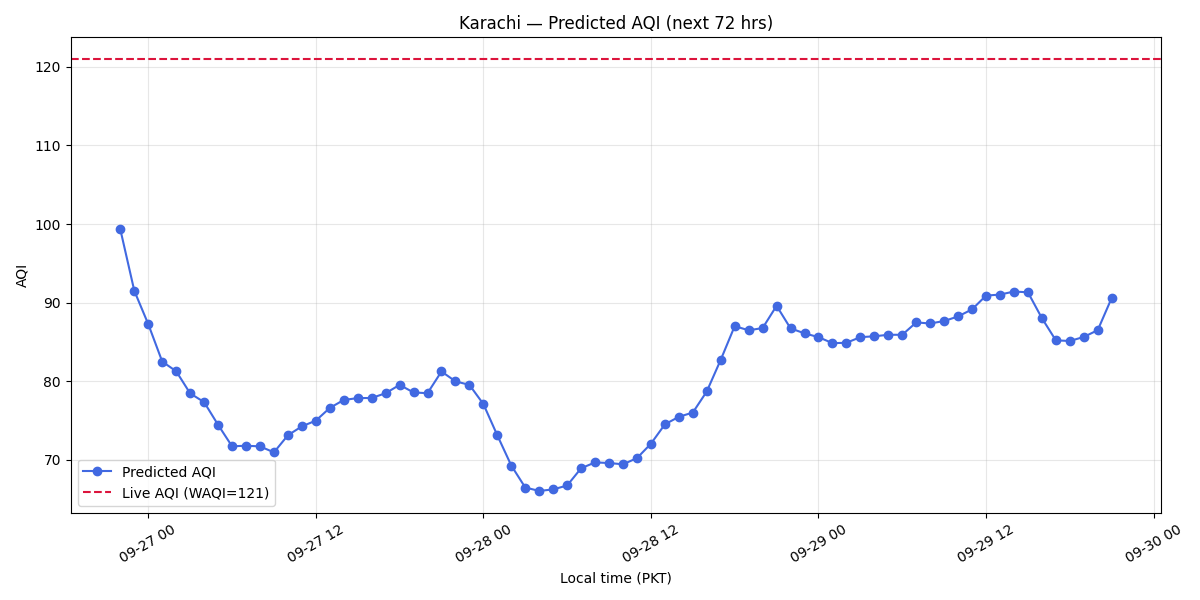 Karachi — Predicted AQI (next 72 hrs)
AQI
120
110
100
90
80
70
Predicted AQI
Live AQI (WAQI=121)
09-27 00
09-27 12
09-28 00
09-28 12
09-29 00
09-29 12
09-30 00
Local time (PKT)